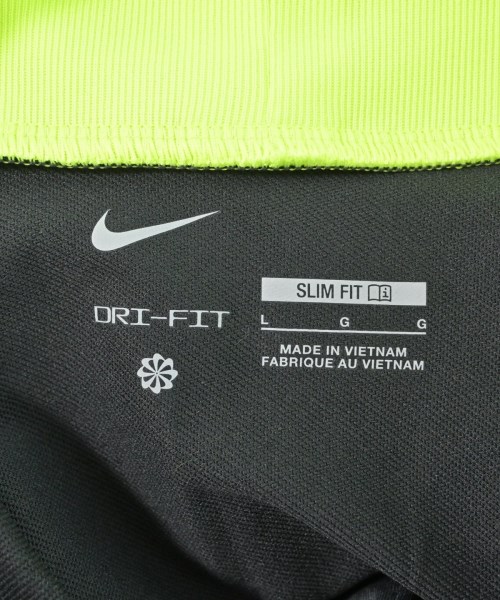 SLIM FIT
DRI-FIT
L G G
MADE IN VIETNAM
FABRIQUE AU VIETNAM